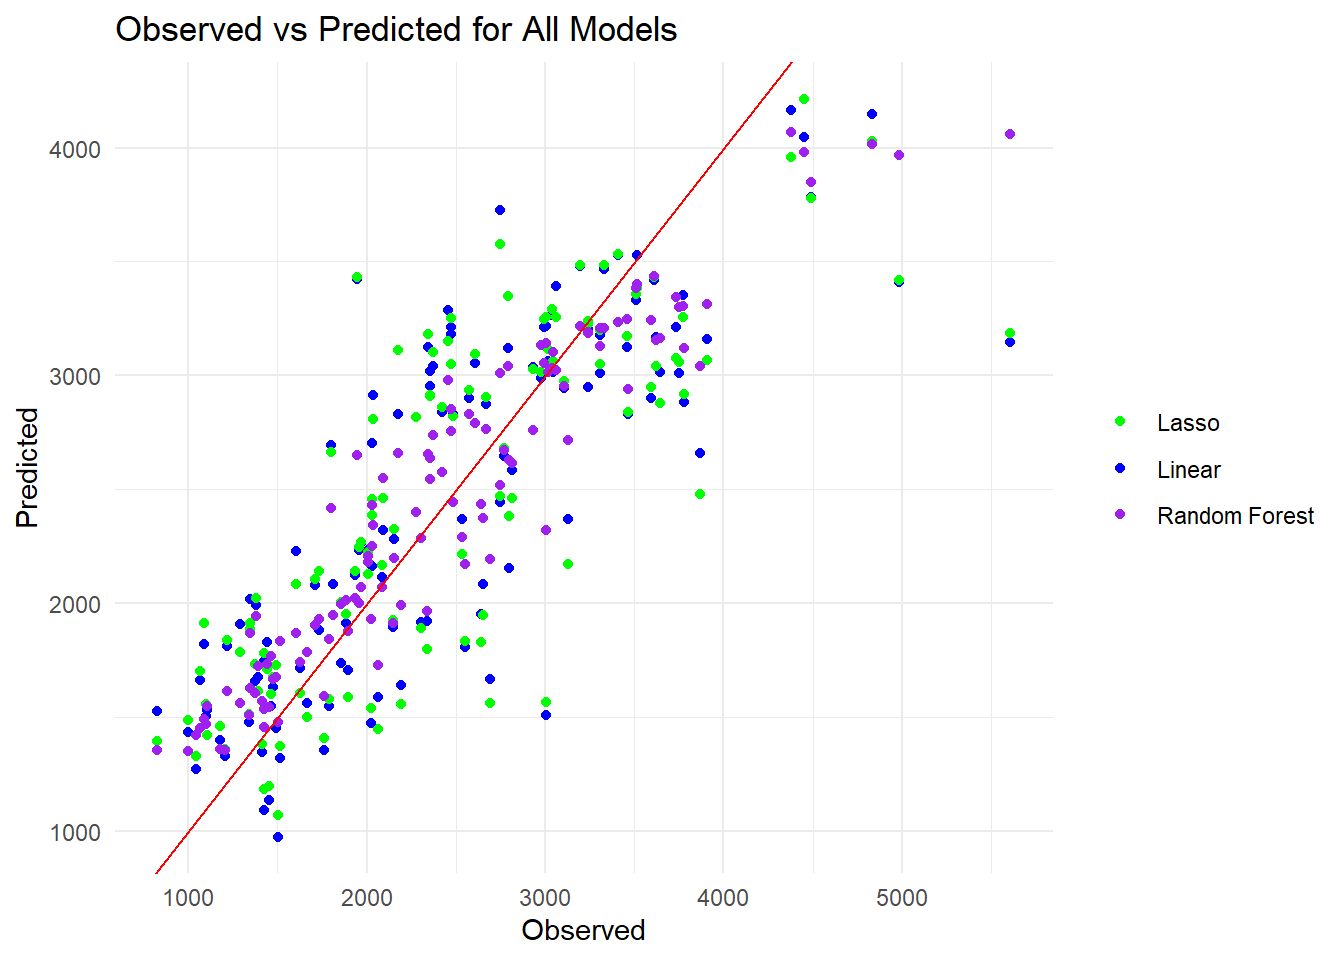 Observed vs Predicted for All Models
4000
3000
2000
1000
Predicted
1000 2000 3000 4000 5000
Observed
Lasso
Linear
Random Forest